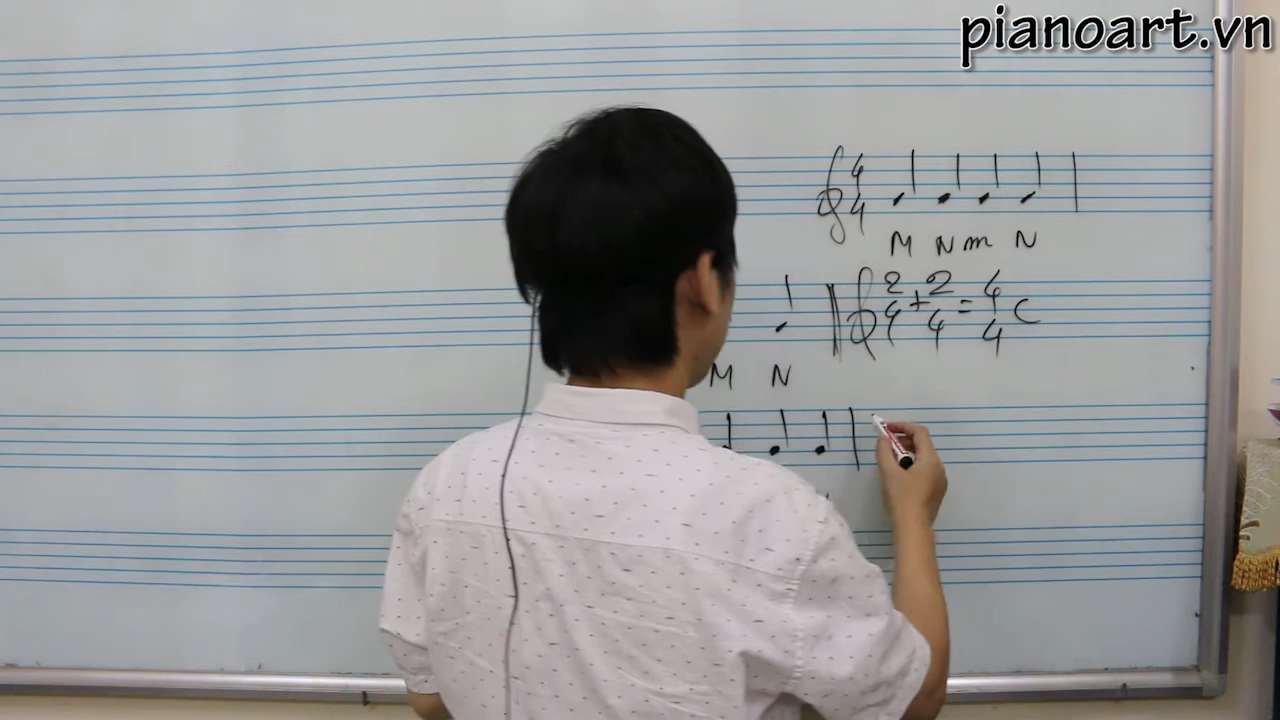 pianoart.vn
4
4
M N m N
2 + 2 = 4 C
4 4 4
M N